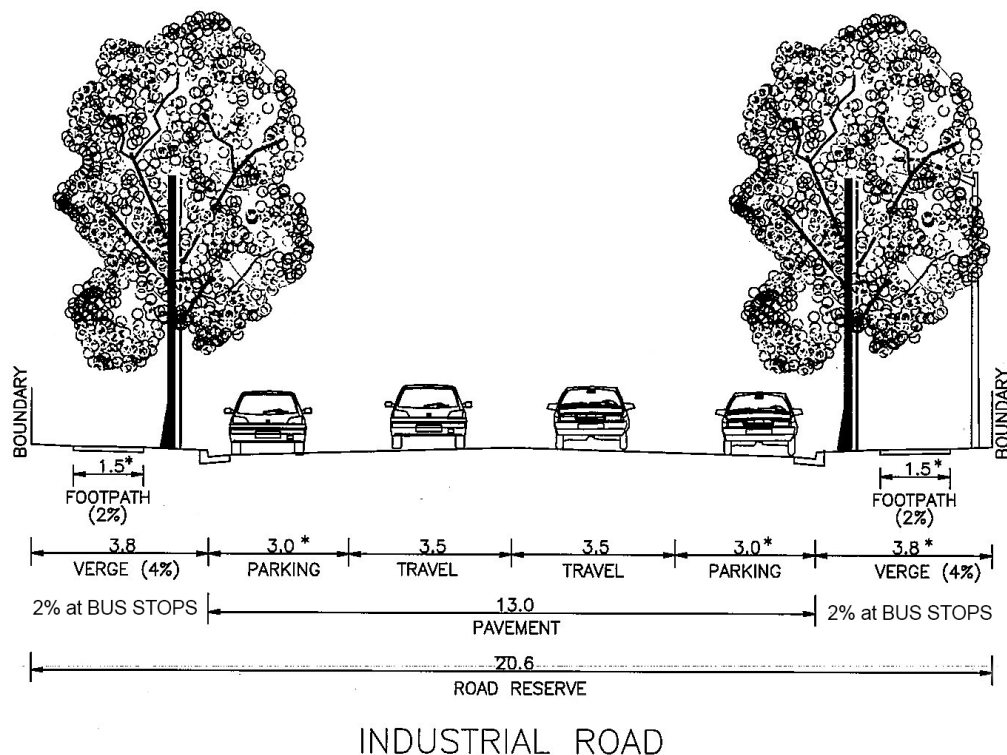 BOUNDARY
BOUNDARY
1.5*
FOOTPATH
(2%)
1.5*
FOOTPATH
(2%)
3.8
VERGE (4%)
3.0*
PARKING
3.5
TRAVEL
3.5
TRAVEL
3.0*
PARKING
3.8*
VERGE (4%)
2% at BUS STOPS
13.0
PAVEMENT
2% at BUS STOPS
20.6
ROAD RESERVE
INDUSTRIAL ROAD